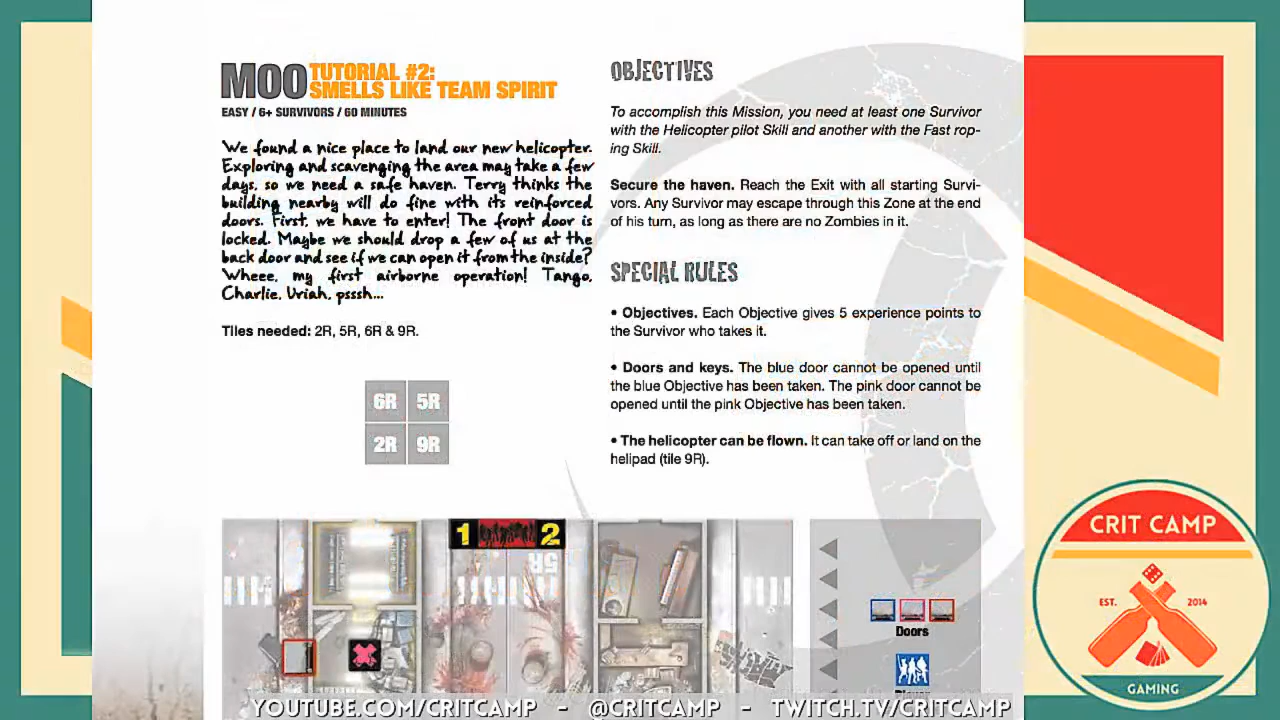 MOO TUTORIAL #2:
SMELLS LIKE TEAM SPIRIT
EASY / 6+ SURVIVORS / 60 MINUTES
We found a nice place to land our new helicopter.
Exploring and scavenging the area may take a few
days, so we need a safe haven. Terry thinks the
building nearby will do fine with its reinforced
doors. First, we have to enter! The front door is
locked. Maybe we should drop a few of us at the
back door and see if we can open it from the inside?
Wheee, my first airborne operation! Tango,
Charlie, Uriah, psssh...
Tiles needed: 2R, 5R, 6R & 9R.
6R 5R
2R 9R
OBJECTIVES
To accomplish this Mission, you need at least one Survivor
with the Helicopter pilot Skill and another with the Fast rop-
ing Skill.
Secure the haven. Reach the Exit with all starting Survi-
vors. Any Survivor may escape through this Zone at the end
of his turn, as long as there are no Zombies in it.
SPECIAL RULES
• Objectives. Each Objective gives 5 experience points to
the Survivor who takes it.
• Doors and keys. The blue door cannot be opened until
the blue Objective has been taken. The pink door cannot be
opened until the pink Objective has been taken.
• The helicopter can be flown. It can take off or land on the
helipad (tile 9R).
1 2
5R
Doors
CRIT CAMP
EST. 2014
GAMING
YOUTUBE.COM/CRITCAMP - @CRITCAMP - TWITCH.TV/CRITCAMP